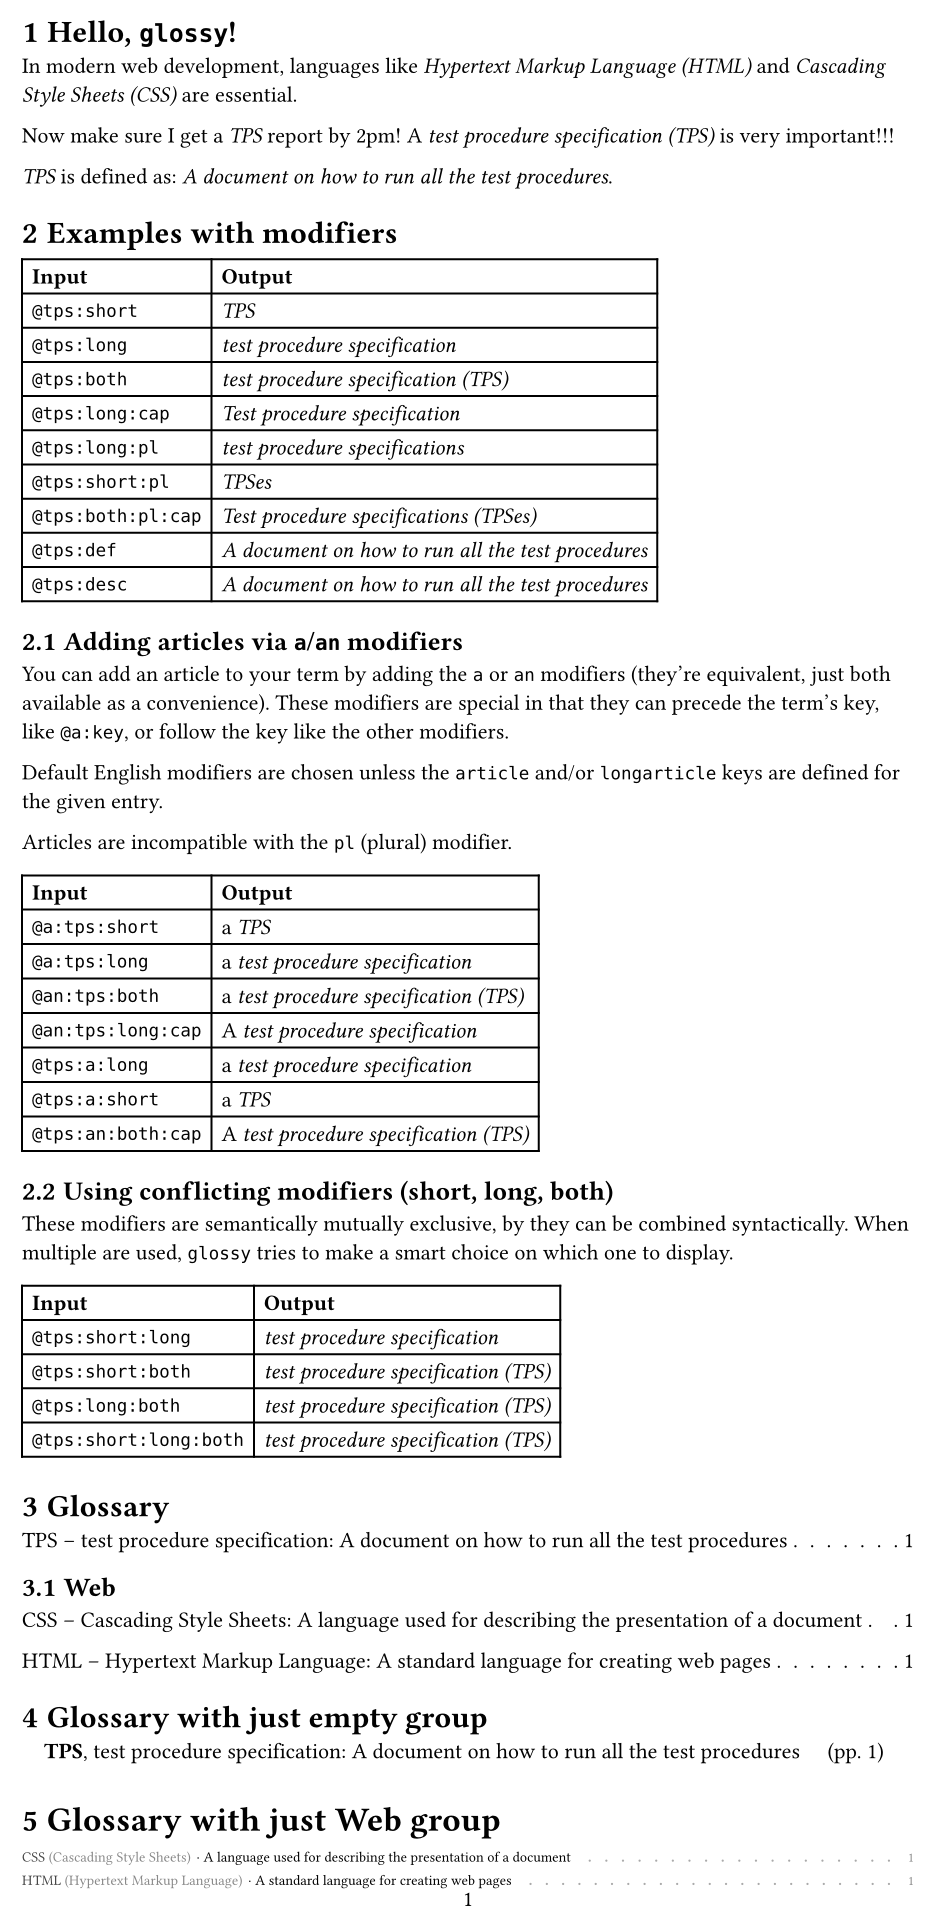 1 Hello, glossy!
In modern web development, languages like Hypertext Markup Language (HTML) and Cascading
Style Sheets (CSS) are essential.
Now make sure I get a TPS report by 2pm! A test procedure specification (TPS) is very important!!!
TPS is defined as: A document on how to run all the test procedures.
2 Examples with modifiers
Input Output
@tps:short TPS
@tps:long test procedure specification
@tps:both test procedure specification (TPS)
@tps:long:cap Test procedure specification
@tps:long:pl test procedure specifications
@tps:short:pl TPSes
@tps:both:pl:cap Test procedure specifications (TPSes)
@tps:def A document on how to run all the test procedures
@tps:desc A document on how to run all the test procedures
2.1 Adding articles via a/an modifiers
You can add an article to your term by adding the a or an modifiers (they’re equivalent, just both
available as a convenience). These modifiers are special in that they can precede the term’s key,
like @a:key, or follow the key like the other modifiers.
Default English modifiers are chosen unless the article and/or longarticle keys are defined for
the given entry.
Articles are incompatible with the pl (plural) modifier.
Input Output
@a:tps:short a TPS
@a:tps:long a test procedure specification
@an:tps:both a test procedure specification (TPS)
@an:tps:long:cap A test procedure specification
@tps:a:long a test procedure specification
@tps:a:short a TPS
@tps:an:both:cap A test procedure specification (TPS)
2.2 Using conflicting modifiers (short, long, both)
These modifiers are semantically mutually exclusive, by they can be combined syntactically. When
multiple are used, glossy tries to make a smart choice on which one to display.
Input Output
@tps:short:long test procedure specification
@tps:short:both test procedure specification (TPS)
@tps:long:both test procedure specification (TPS)
@tps:short:long:both test procedure specification (TPS)
3 Glossary
TPS – test procedure specification: A document on how to run all the test procedures . . . . . . . 1
3.1 Web
CSS – Cascading Style Sheets: A language used for describing the presentation of a document . . 1
HTML – Hypertext Markup Language: A standard language for creating web pages . . . . . . . . 1
4 Glossary with just empty group
TPS, test procedure specification: A document on how to run all the test procedures (pp. 1)
5 Glossary with just Web group
CSS (Cascading Style Sheets) · A language used for describing the presentation of a document . . . . . . . . . . . . . . . . . . 1
HTML (Hypertext Markup Language) · A standard language for creating web pages . . . . . . . . . . . . . . . . . . . . . 1
1